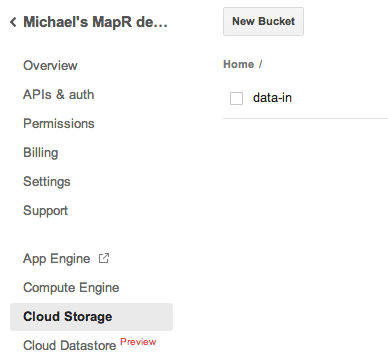 Michael's MapR de...
Overview
APIs & auth
Permissions
Billing
Settings
Support
App Engine
Compute Engine
Cloud Storage
Cloud Datastore Preview
New Bucket
Home /
data-in